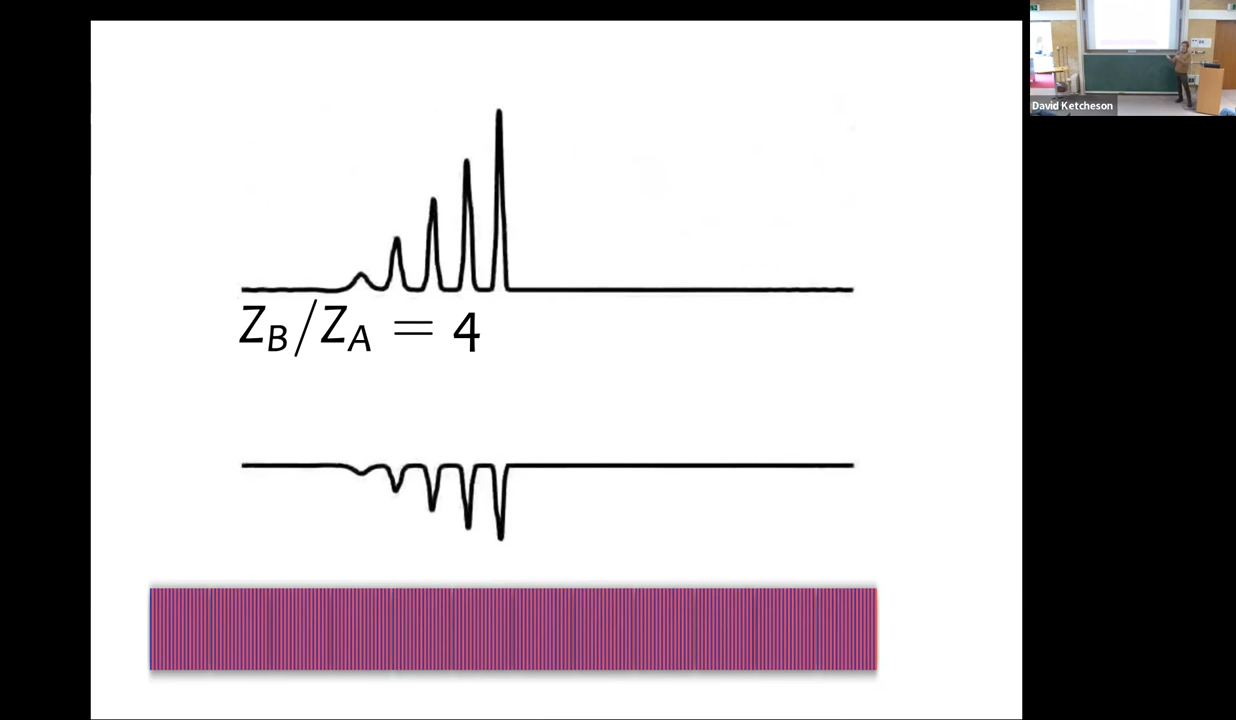 Z_B/Z_A = 4
David Ketcheson